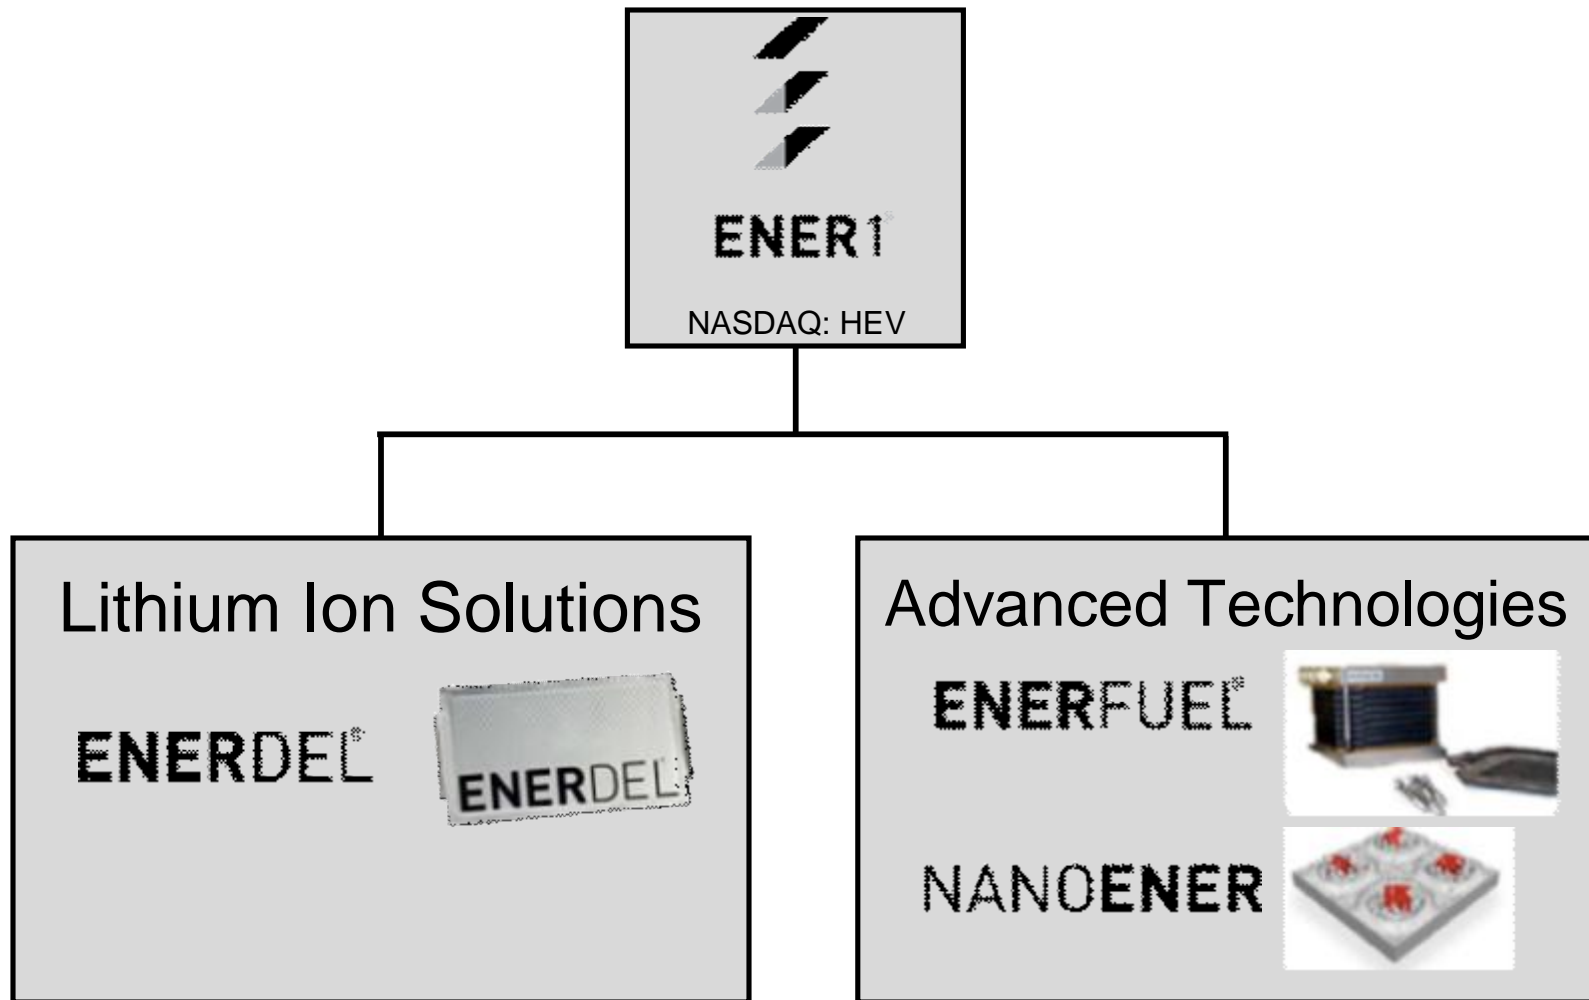 ENER1
NASDAQ: HEV
Lithium Ion Solutions
ENERDEL®
ENERDEL
Advanced Technologies
ENERFUEL®
NANOENER